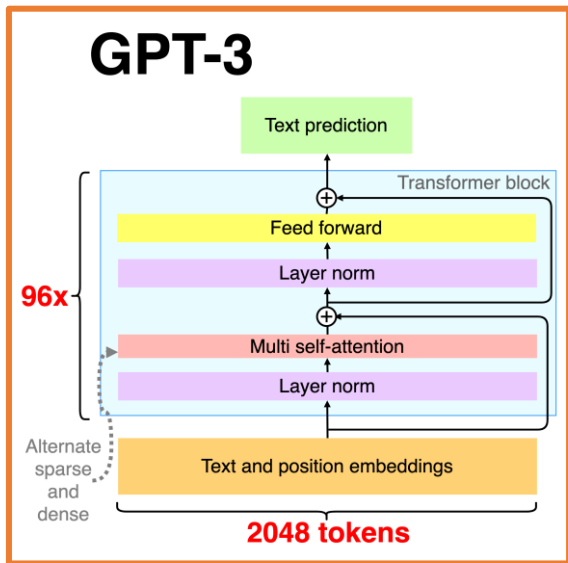 GPT-3
Text prediction
Transformer block
Feed forward
Layer norm
96x
Multi self-attention
Layer norm
Alternate
sparse
and
dense
Text and position embeddings
2048 tokens